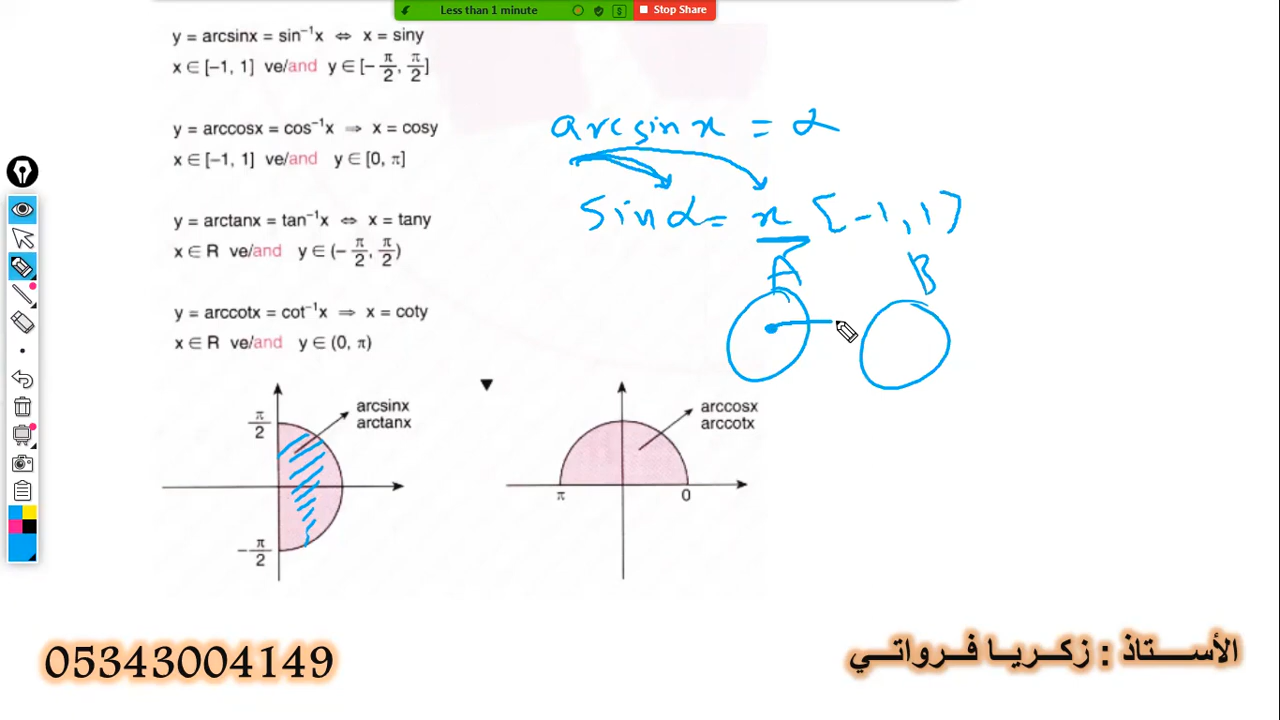 Less than 1 minute Stop Share
y = arcsinx = sin⁻¹x ⇔ x = siny
x ∈ [−1, 1] ve/and y ∈ [−π/2, π/2]
y = arccosx = cos⁻¹x ⇒ x = cosy
x ∈ [−1, 1] ve/and y ∈ [0, π]
y = arctanx = tan⁻¹x ⇔ x = tany
x ∈ R ve/and y ∈ (−π/2, π/2)
y = arccotx = cot⁻¹x ⇒ x = coty
x ∈ R ve/and y ∈ (0, π)
arcsin x = α
sin α = x [-1, 1]
A B
π/2
arcsinx
arctanx
−π/2
arccosx
arccotx
π 0
05343004149
الأستاذ : زكريا فرواتي